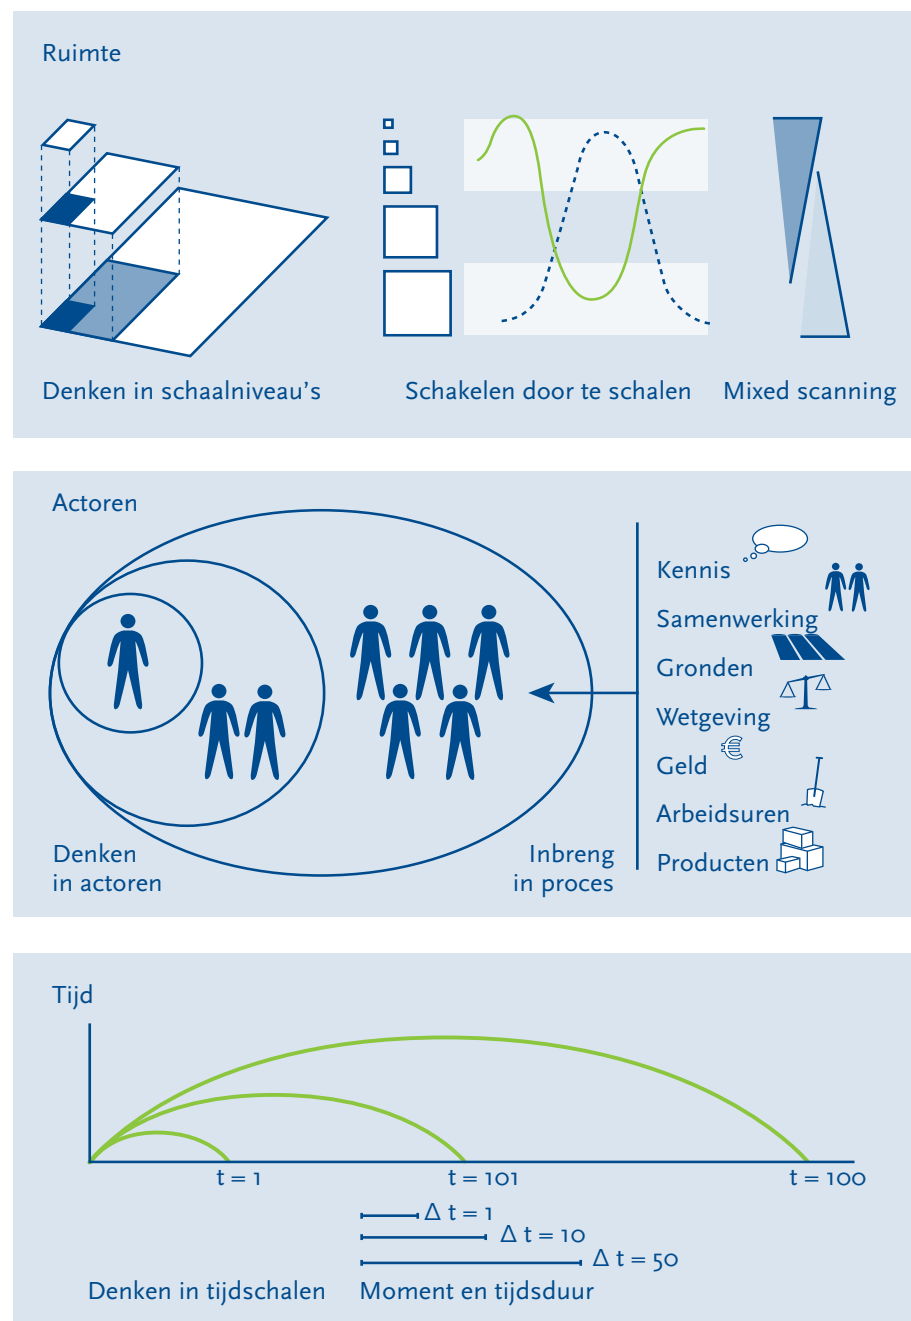 Ruimte
Denken in schaalniveau's
Schakelen door te schalen
Mixed scanning
Actoren
Kennis
Samenwerking
Gronden
Wetgeving
€
Geld
Arbeidsuren
Producten
Denken
in actoren
Inbreng
in proces
Tijd
t = 1
t = 101
t = 100
Δ t = 1
Δ t = 10
Δ t = 50
Denken in tijdschalen
Moment en tijdsduur